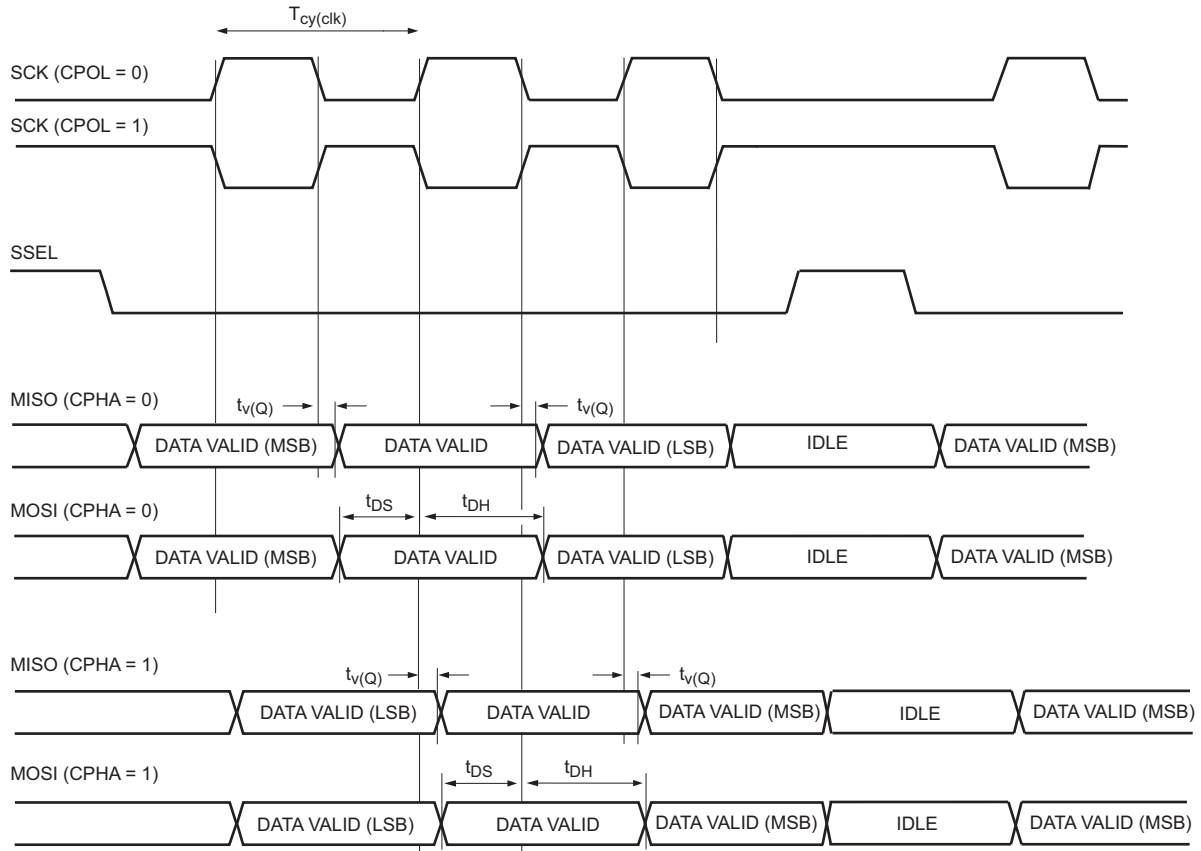 Tcy(clk)
SCK (CPOL = 0)
SCK (CPOL = 1)
SSEL
MISO (CPHA = 0)
tv(Q)
tv(Q)
DATA VALID (MSB) DATA VALID DATA VALID (LSB) IDLE DATA VALID (MSB)
tDS tDH
MOSI (CPHA = 0)
DATA VALID (MSB) DATA VALID DATA VALID (LSB) IDLE DATA VALID (MSB)
MISO (CPHA = 1)
tv(Q)
tv(Q)
DATA VALID (LSB) DATA VALID DATA VALID (MSB) IDLE DATA VALID (MSB)
tDS tDH
MOSI (CPHA = 1)
DATA VALID (LSB) DATA VALID DATA VALID (MSB) IDLE DATA VALID (MSB)